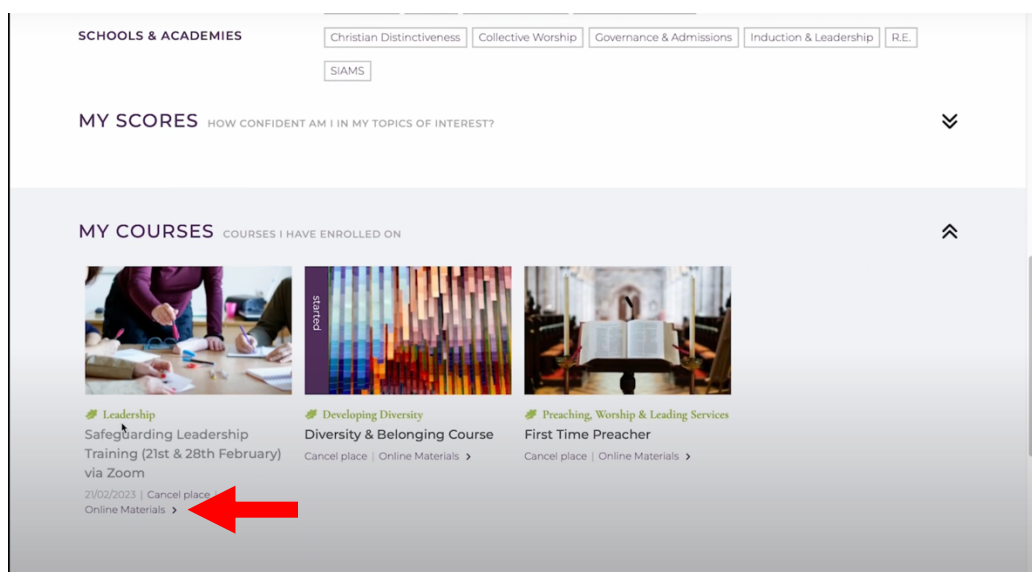 SCHOOLS & ACADEMIES
Christian Distinctiveness
Collective Worship
Governance & Admissions
Induction & Leadership
R.E.
SIAMS
MY SCORES HOW CONFIDENT AM I IN MY TOPICS OF INTEREST?
MY COURSES COURSES I HAVE ENROLLED ON
started
Leadership
Safeguarding Leadership
Training (21st & 28th February)
via Zoom
21/02/2023 | Cancel place |
Online Materials >
Developing Diversity
Diversity & Belonging Course
Cancel place | Online Materials >
Preaching, Worship & Leading Services
First Time Preacher
Cancel place | Online Materials >